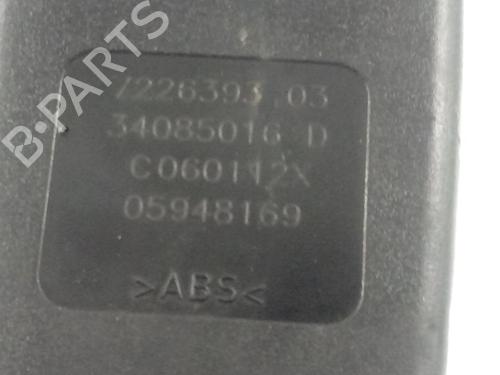 B-PARTS
7226393.03
34085016 D
C060112X
05948169
>ABS<